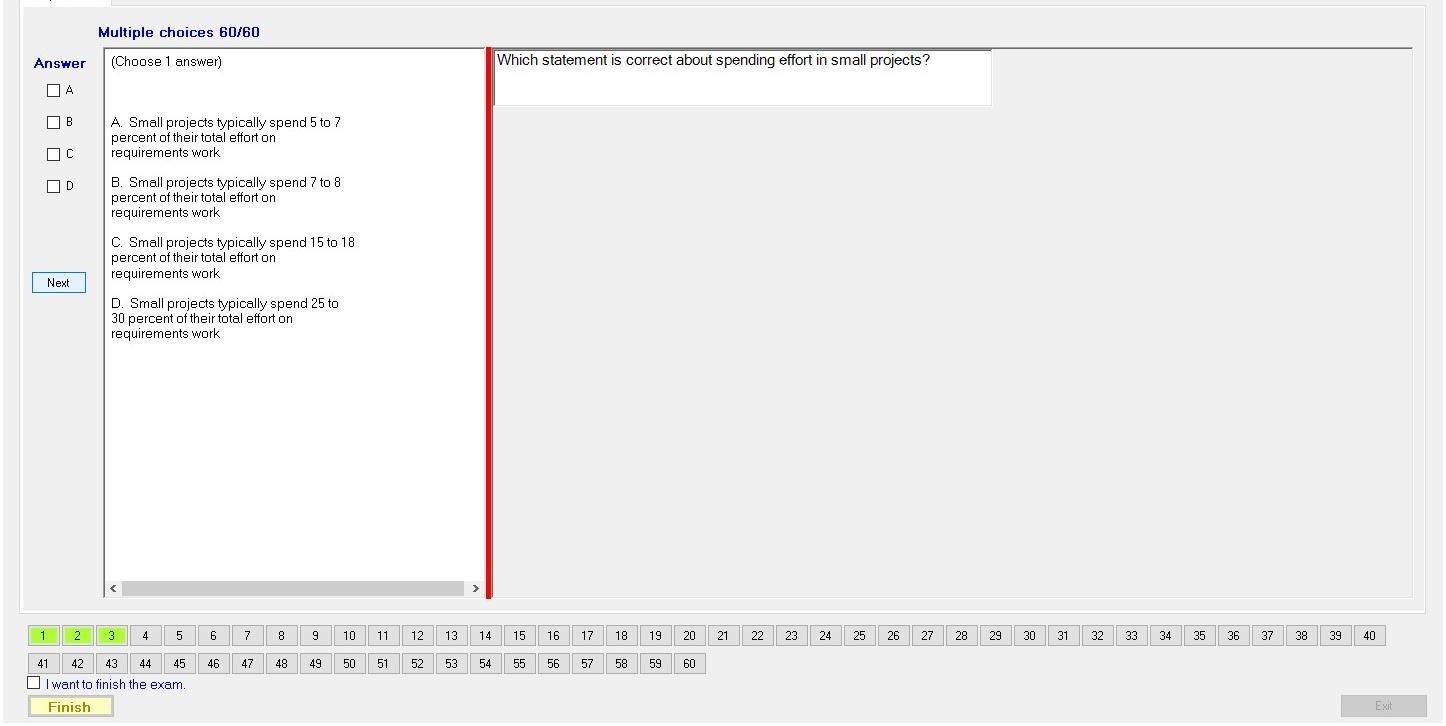 Multiple choices 60/60
Answer
A
B
C
D
Next
(Choose 1 answer)
A. Small projects typically spend 5 to 7
percent of their total effort on
requirements work
B. Small projects typically spend 7 to 8
percent of their total effort on
requirements work
C. Small projects typically spend 15 to 18
percent of their total effort on
requirements work
D. Small projects typically spend 25 to
30 percent of their total effort on
requirements work
Which statement is correct about spending effort in small projects?
1 2 3 4 5 6 7 8 9 10 11 12 13 14 15 16 17 18 19 20 21 22 23 24 25 26 27 28 29 30 31 32 33 34 35 36 37 38 39 40
41 42 43 44 45 46 47 48 49 50 51 52 53 54 55 56 57 58 59 60
I want to finish the exam.
Finish
Exit